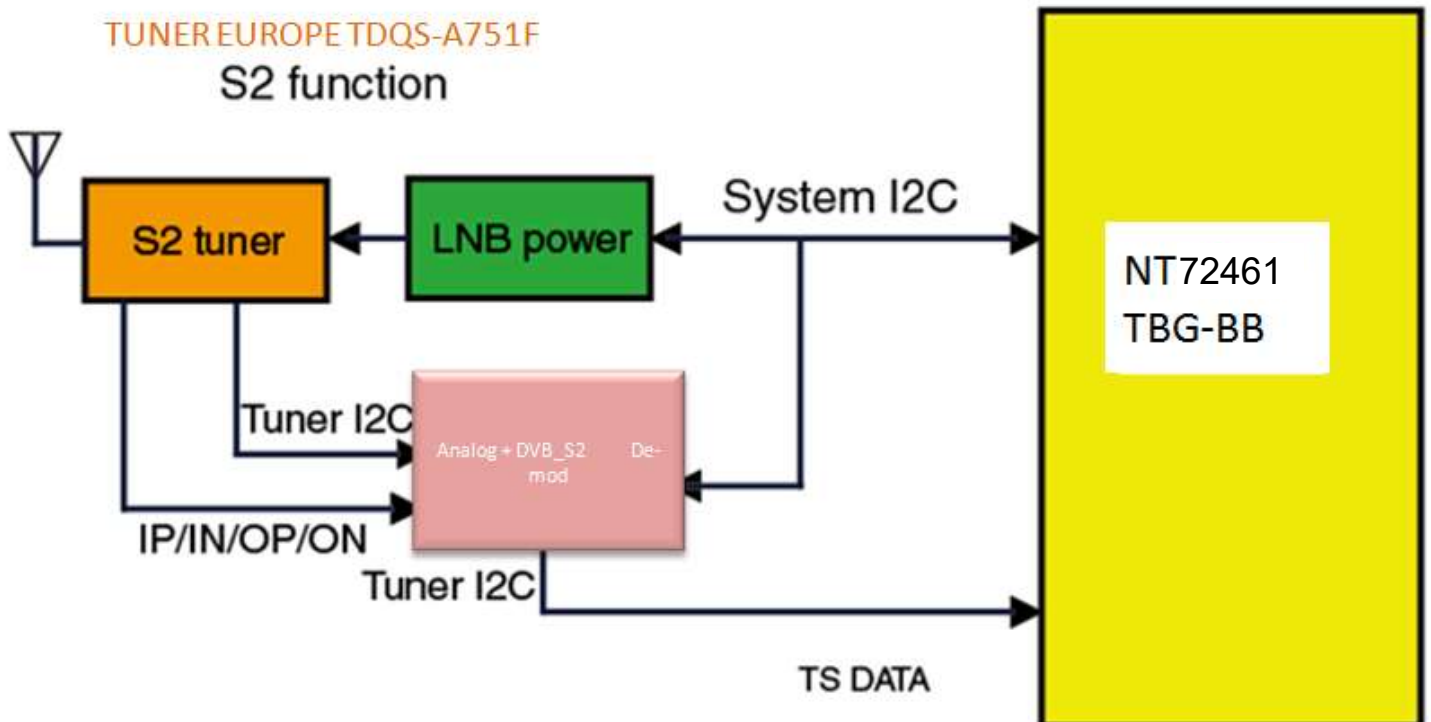 TUNER EUROPE TDQS-A751F
S2 function
S2 tuner
LNB power
System I2C
NT72461
TBG-BB
Tuner I2C
Analog + DVB_S2 De-
mod
IP/IN/OP/ON
Tuner I2C
TS DATA